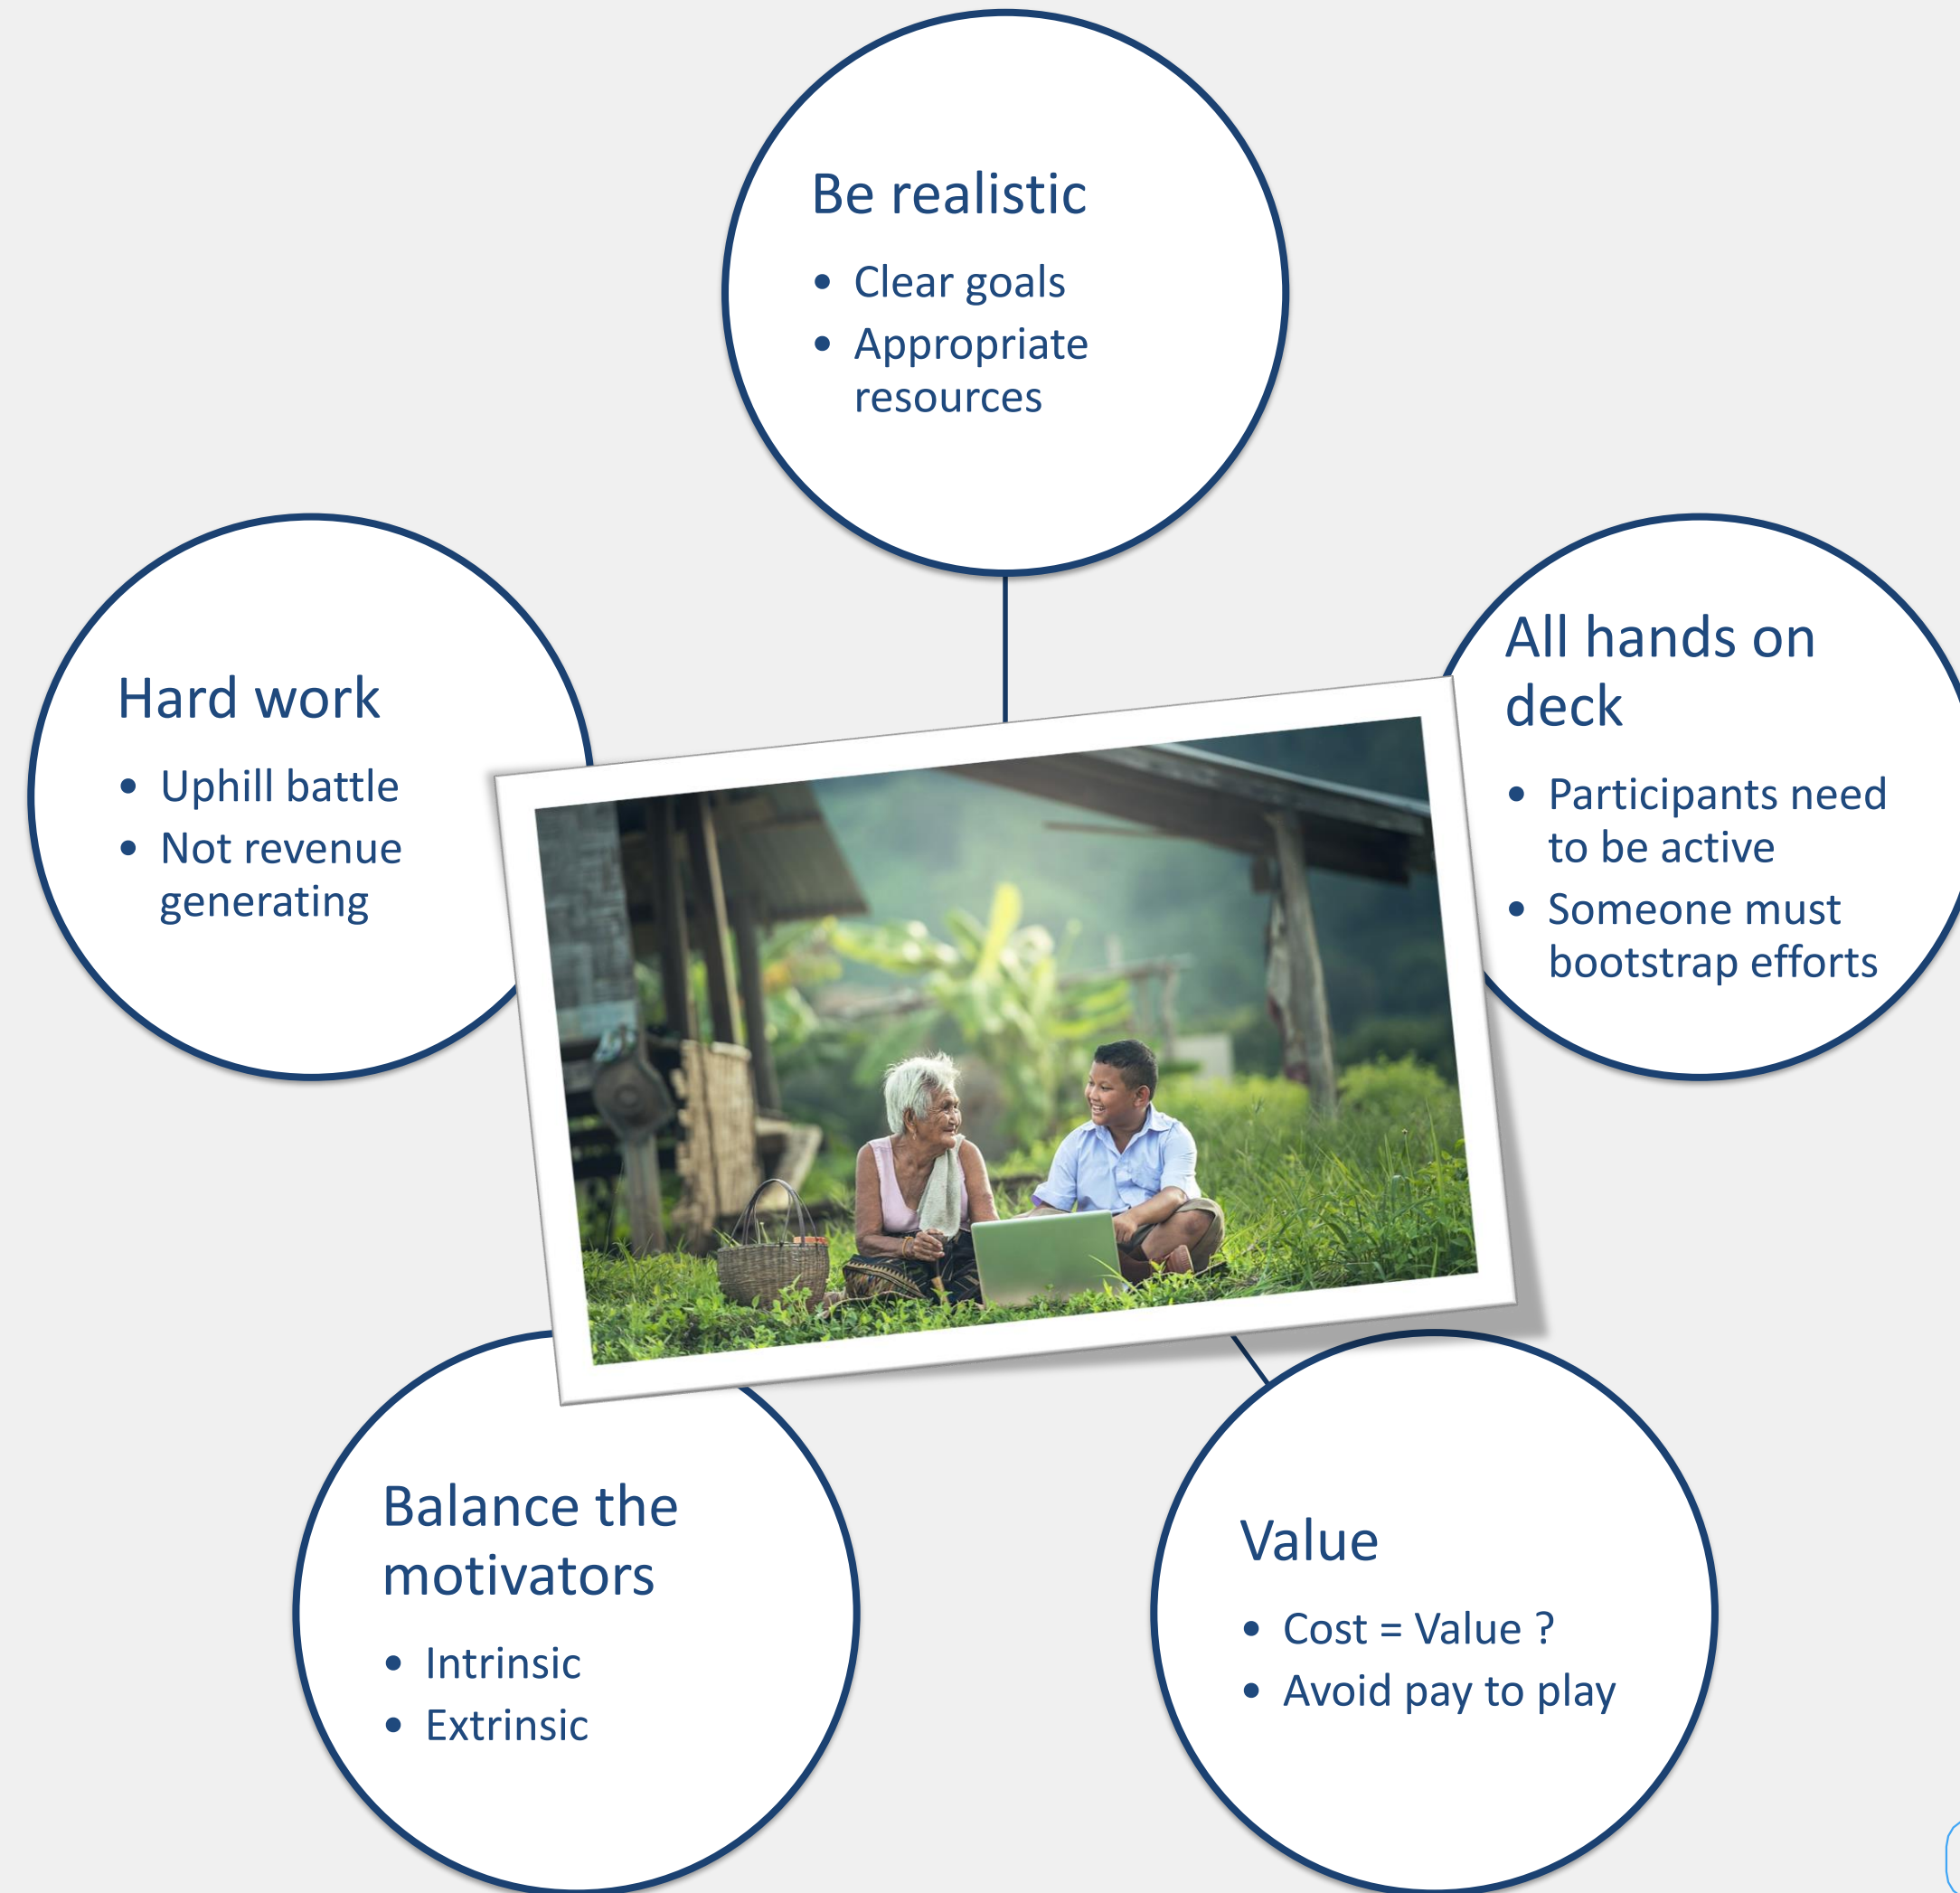 Be realistic
• Clear goals
• Appropriate
resources
All hands on
deck
• Participants need
to be active
• Someone must
bootstrap efforts
Value
• Cost = Value ?
• Avoid pay to play
Balance the
motivators
• Intrinsic
• Extrinsic
Hard work
• Uphill battle
• Not revenue
generating